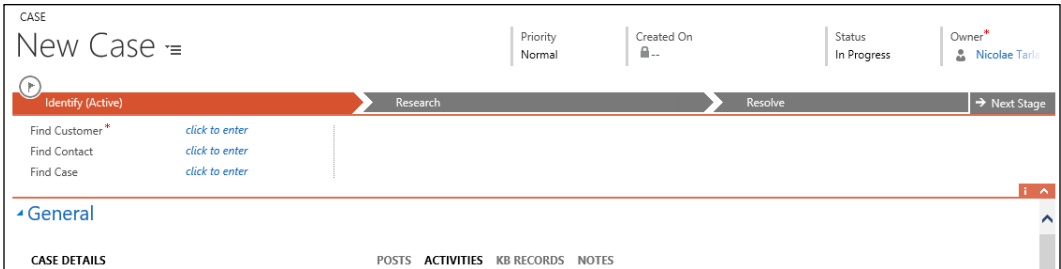 CASE
New Case
Priority Created On Status Owner*
Normal -- In Progress Nicolae Tarla
Identify (Active) Research Resolve → Next Stage
Find Customer* click to enter
Find Contact click to enter
Find Case click to enter
i
General
CASE DETAILS POSTS ACTIVITIES KB RECORDS NOTES